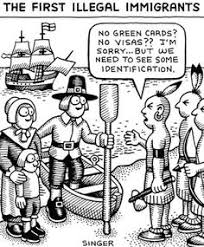 THE FIRST ILLEGAL IMMIGRANTS
NO GREEN CARDS?
NO VISAS?? I'M
SORRY...BUT WE
NEED TO SEE SOME
IDENTIFICATION.
SINGER